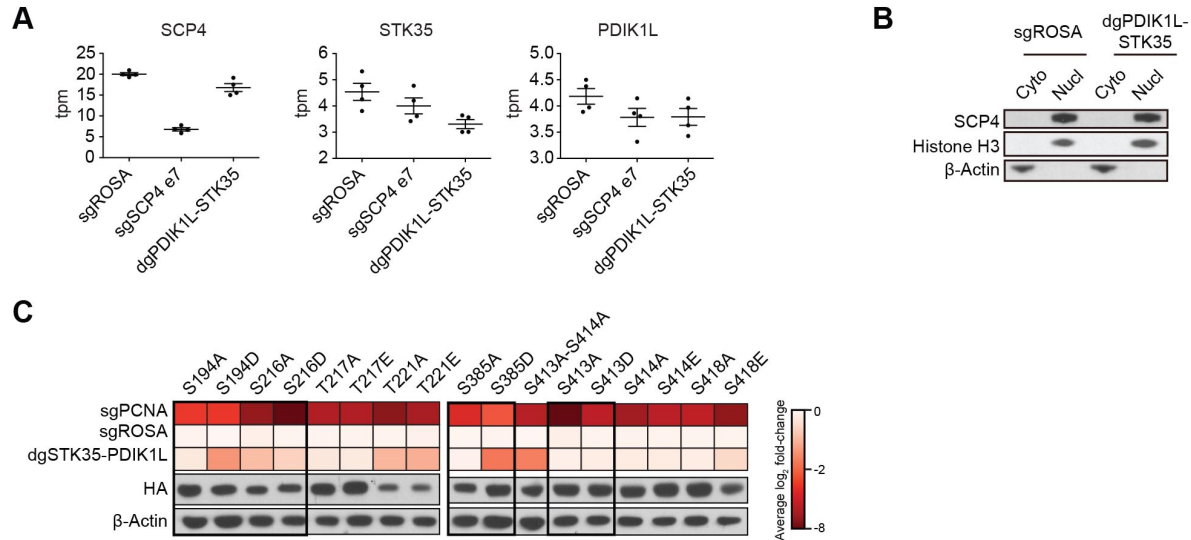 A
SCP4
STK35
PDIK1L
tpm
25
20
15
10
5
0
sgROSA
sgSCP4 e7
dgPDIK1L-STK35
tpm
6
5
4
3
2
sgROSA
sgSCP4 e7
dgPDIK1L-STK35
tpm
5.0
4.5
4.0
3.5
3.0
sgROSA
sgSCP4 e7
dgPDIK1L-STK35
B
sgROSA
dgPDIK1L-
STK35
Cyto Nucl Cyto Nucl
SCP4
Histone H3
β-Actin
C
S194A S194D S216A S216D T217A T217E T221A T221E S385A S385D S413A-S414A S413A S413D S414A S414E S418A S418E
sgPCNA
sgROSA
dgSTK35-PDIK1L
HA
β-Actin
Average log2 fold-change
0
-2
-8